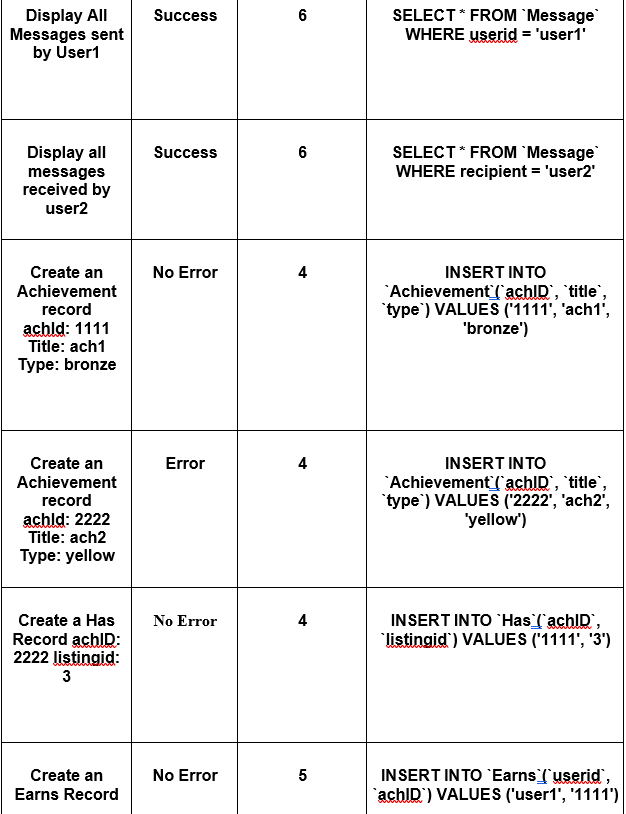 Display All
Messages sent
by User1
Success
6
SELECT * FROM `Message`
WHERE userid = 'user1'
Display all
messages
received by
user2
Success
6
SELECT * FROM `Message`
WHERE recipient = 'user2'
Create an
Achievement
record
achId: 1111
Title: ach1
Type: bronze
No Error
4
INSERT INTO
`Achievement`(`achID`, `title`,
`type`) VALUES ('1111', 'ach1',
'bronze')
Create an
Achievement
record
achId: 2222
Title: ach2
Type: yellow
Error
4
INSERT INTO
`Achievement`(`achID`, `title`,
`type`) VALUES ('2222', 'ach2',
'yellow')
Create a Has
Record achID:
2222 listingid:
3
No Error
4
INSERT INTO `Has`(`achID`,
`listingid`) VALUES ('1111', '3')
Create an
Earns Record
No Error
5
INSERT INTO `Earns`(`userid`,
`achID`) VALUES ('user1', '1111')